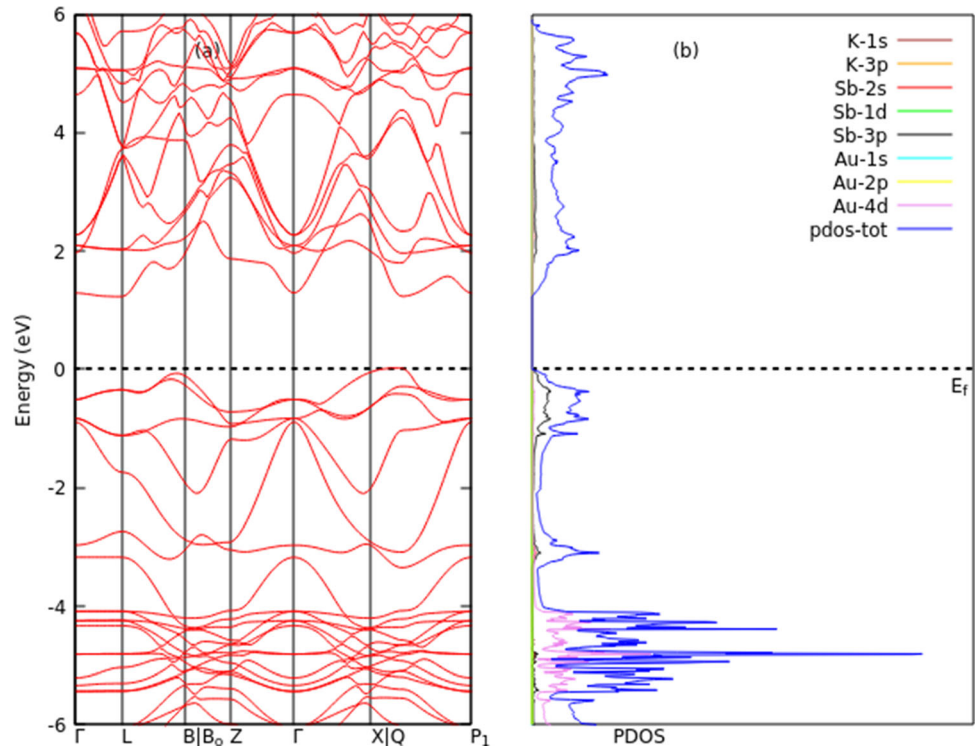 6
4
2
0
-2
-4
-6
Energy (eV)
(a)
Γ L B|B₀ Z Γ X|Q P₁
(b)
K-1s
K-3p
Sb-2s
Sb-1d
Sb-3p
Au-1s
Au-2p
Au-4d
pdos-tot
E_f
PDOS